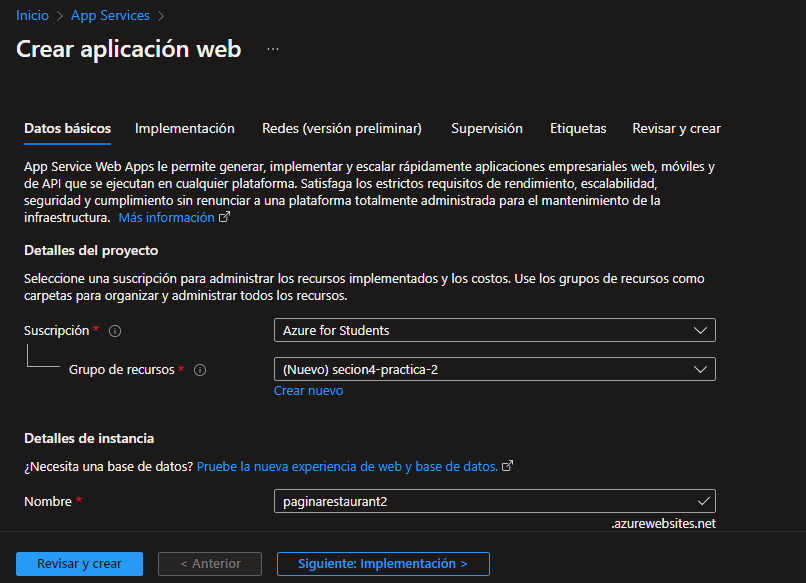 Inicio > App Services >
Crear aplicación web ...
Datos básicos Implementación Redes (versión preliminar) Supervisión Etiquetas Revisar y crear
App Service Web Apps le permite generar, implementar y escalar rápidamente aplicaciones empresariales web, móviles y
de API que se ejecutan en cualquier plataforma. Satisfaga los estrictos requisitos de rendimiento, escalabilidad,
seguridad y cumplimiento sin renunciar a una plataforma totalmente administrada para el mantenimiento de la
infraestructura. Más información
Detalles del proyecto
Seleccione una suscripción para administrar los recursos implementados y los costos. Use los grupos de recursos como
carpetas para organizar y administrar todos los recursos.
Suscripción * Azure for Students
Grupo de recursos * (Nuevo) secion4-practica-2
Crear nuevo
Detalles de instancia
¿Necesita una base de datos? Pruebe la nueva experiencia de web y base de datos.
Nombre * paginarestaurant2
.azurewebsites.net
Revisar y crear < Anterior Siguiente: Implementación >